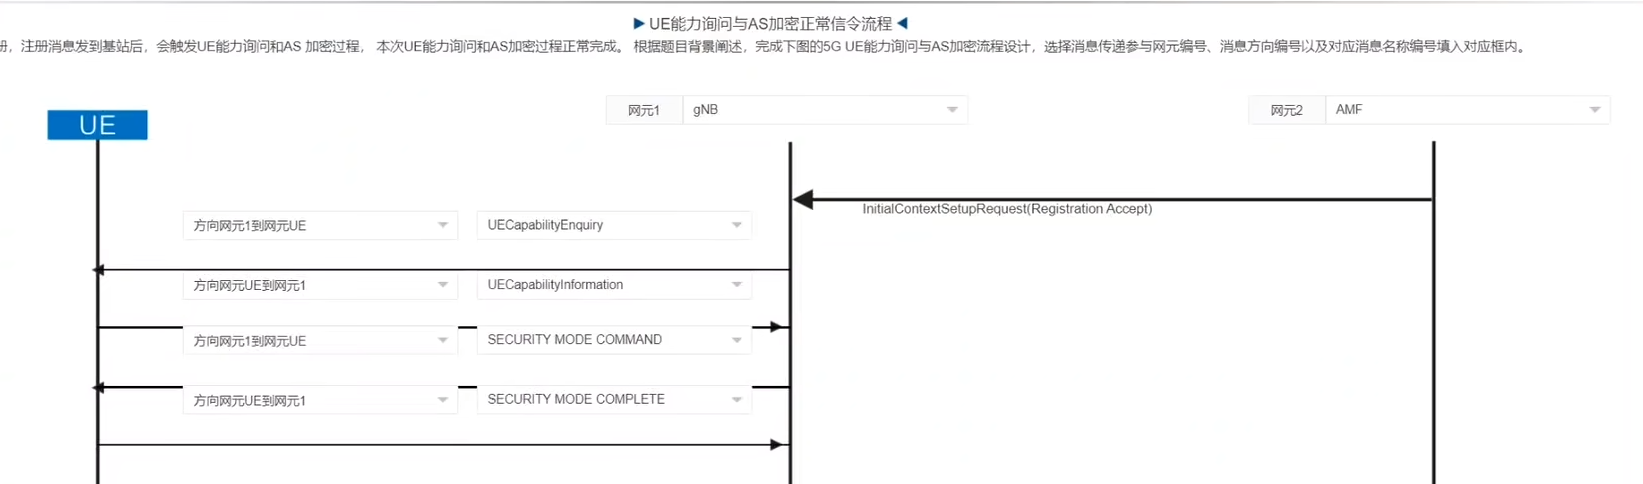 ▶ UE能力询问与AS加密正常信令流程 ◀
册，注册消息发到基站后，会触发UE能力询问和AS 加密过程， 本次UE能力询问和AS加密过程正常完成。 根据题目背景阐述，完成下图的5G UE能力询问与AS加密流程设计，选择消息传递参与网元编号、消息方向编号以及对应消息名称编号填入对应框内。
UE
网元1 gNB
网元2 AMF
InitialContextSetupRequest(Registration Accept)
方向网元1到网元UE UECapabilityEnquiry
方向网元UE到网元1 UECapabilityInformation
方向网元1到网元UE SECURITY MODE COMMAND
方向网元UE到网元1 SECURITY MODE COMPLETE